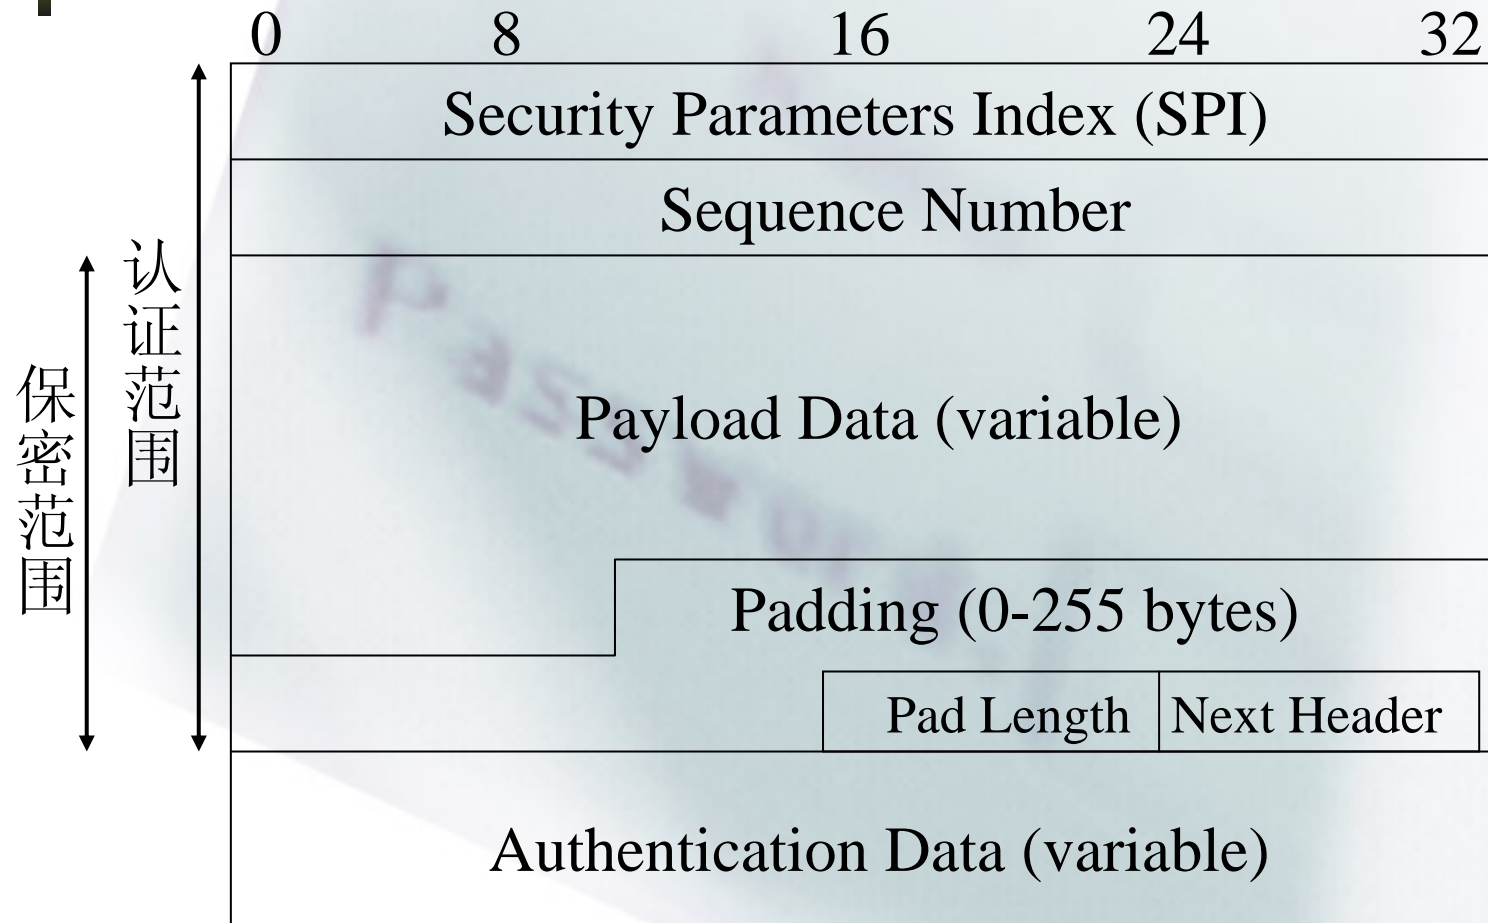 0 8 16 24 32
Security Parameters Index (SPI)
Sequence Number
认证范围
保密范围
Payload Data (variable)
Padding (0-255 bytes)
Pad Length Next Header
Authentication Data (variable)